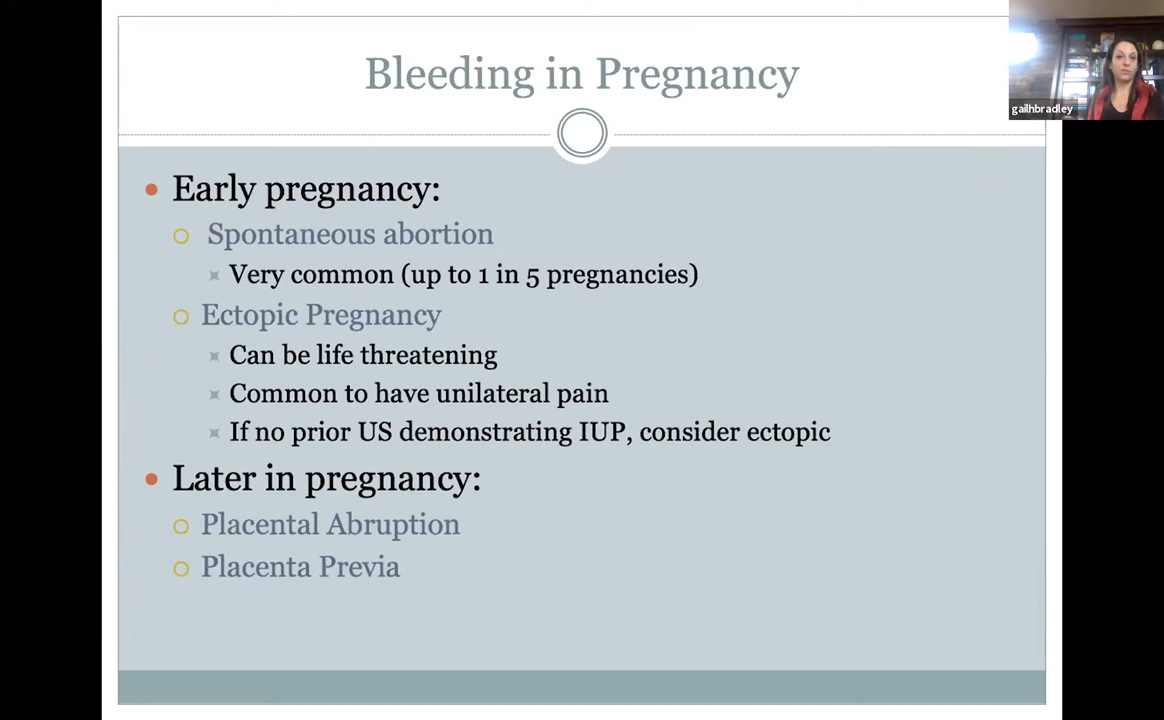 Bleeding in Pregnancy
gailhbradley
Early pregnancy:
Spontaneous abortion
Very common (up to 1 in 5 pregnancies)
Ectopic Pregnancy
Can be life threatening
Common to have unilateral pain
If no prior US demonstrating IUP, consider ectopic
Later in pregnancy:
Placental Abruption
Placenta Previa